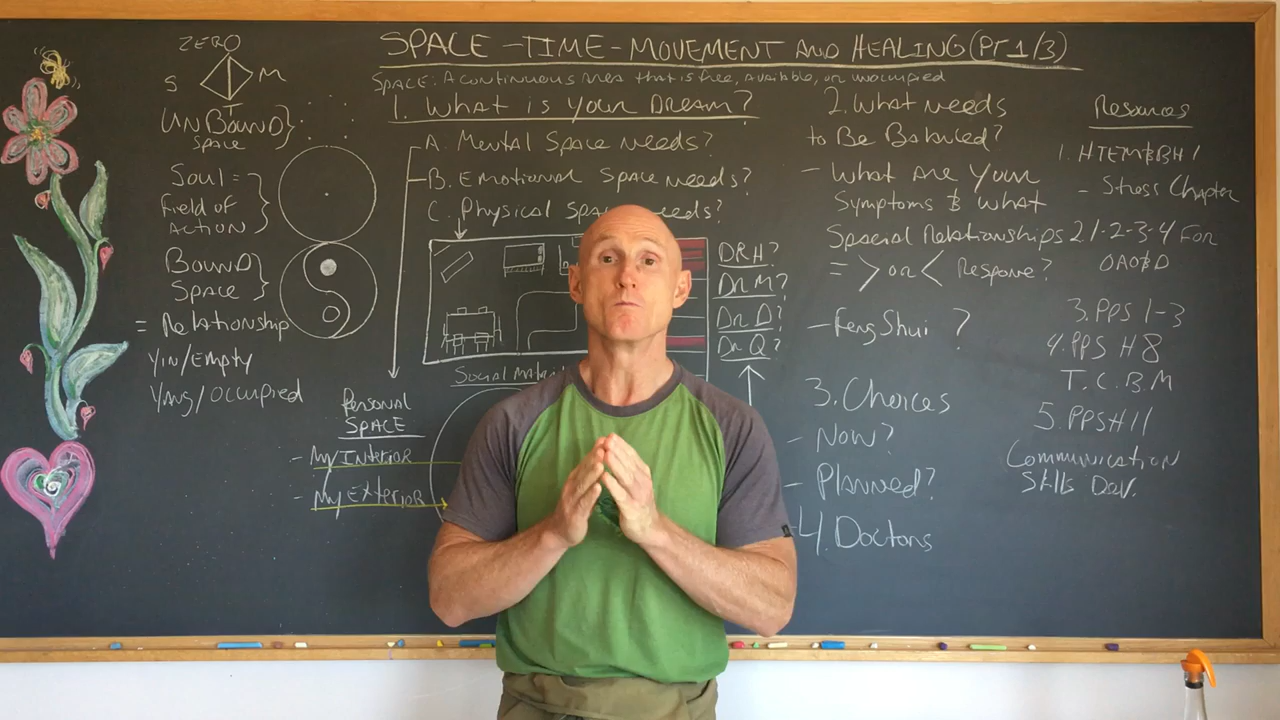 SPACE-TIME-MOVEMENT AND HEALING (PT 1/3)
SPACE: A continuous area that is free, available, or unoccupied
ZERO
S M
T
UNBOUND
SPACE
Soul =
Field of
ACTION
BOUND
SPACE
= Relationship
YIN/Empty
YANG/Occupied
1. What is your Dream?
A. Mental Space needs?
B. Emotional Space needs?
C. Physical Space needs?
DR H?
DR M?
DR D?
DR Q?
Social
Personal
SPACE
- My INTERIOR
- My EXTERIOR
2. What needs
to Be Balanced?
- What Are Your
Symptoms & what
Special Relationships
= > or < Response?
- Feng Shui ?
3. Choices
- Now?
- Planned?
4. Doctors
Resources
1. HTEM&BH!
- Stress Chapter
2 1-2-3-4 For
OAO&D
3. PPS 1-3
4. PPS H8
T.C.B.M
5. PPSH11
Communication
Skills Dev.